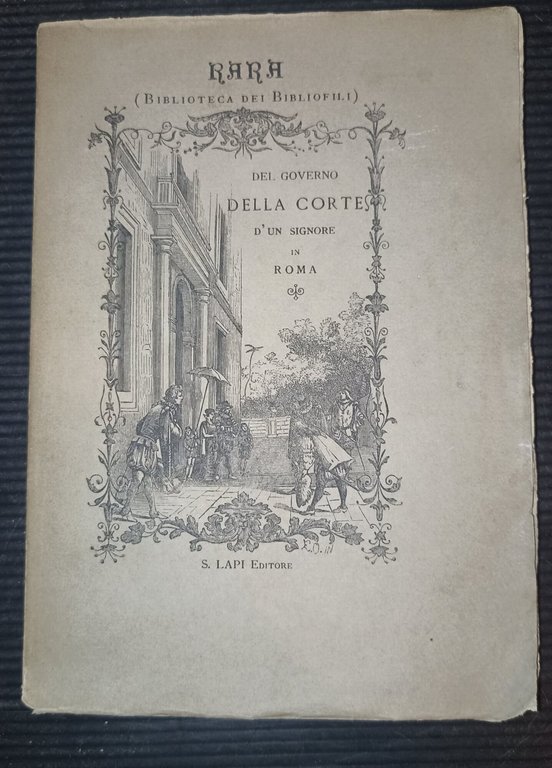 RARA
(BIBLIOTECA DEI BIBLIOFILI)
DEL GOVERNO
DELLA CORTE
D'UN SIGNORE
IN
ROMA
S. LAPI EDITORE